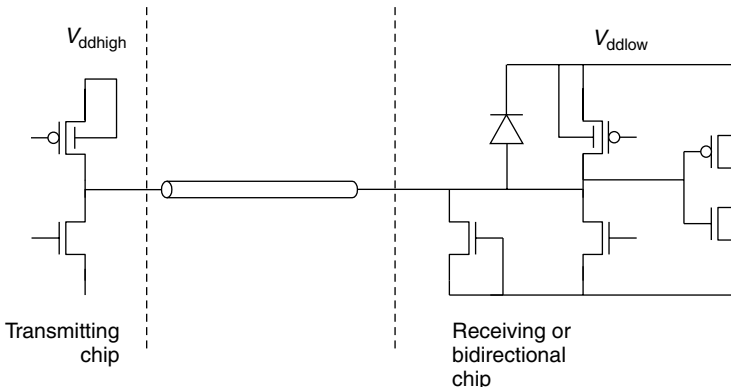 V_ddhigh
V_ddlow
Transmitting
chip
Receiving or
bidirectional
chip